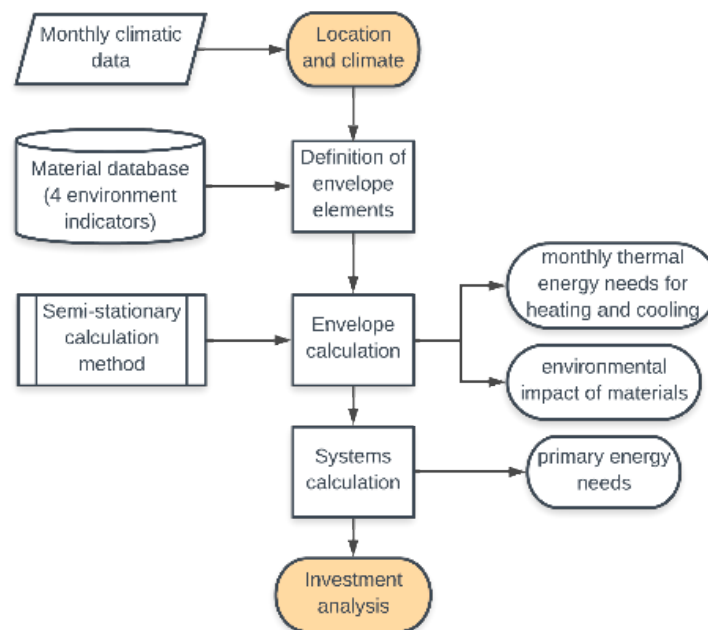 Monthly climatic
data
Location
and climate
Material database
(4 environment
indicators)
Definition of
envelope
elements
Semi-stationary
calculation
method
Envelope
calculation
monthly thermal
energy needs for
heating and cooling
environmental
impact of materials
Systems
calculation
primary energy
needs
Investment
analysis